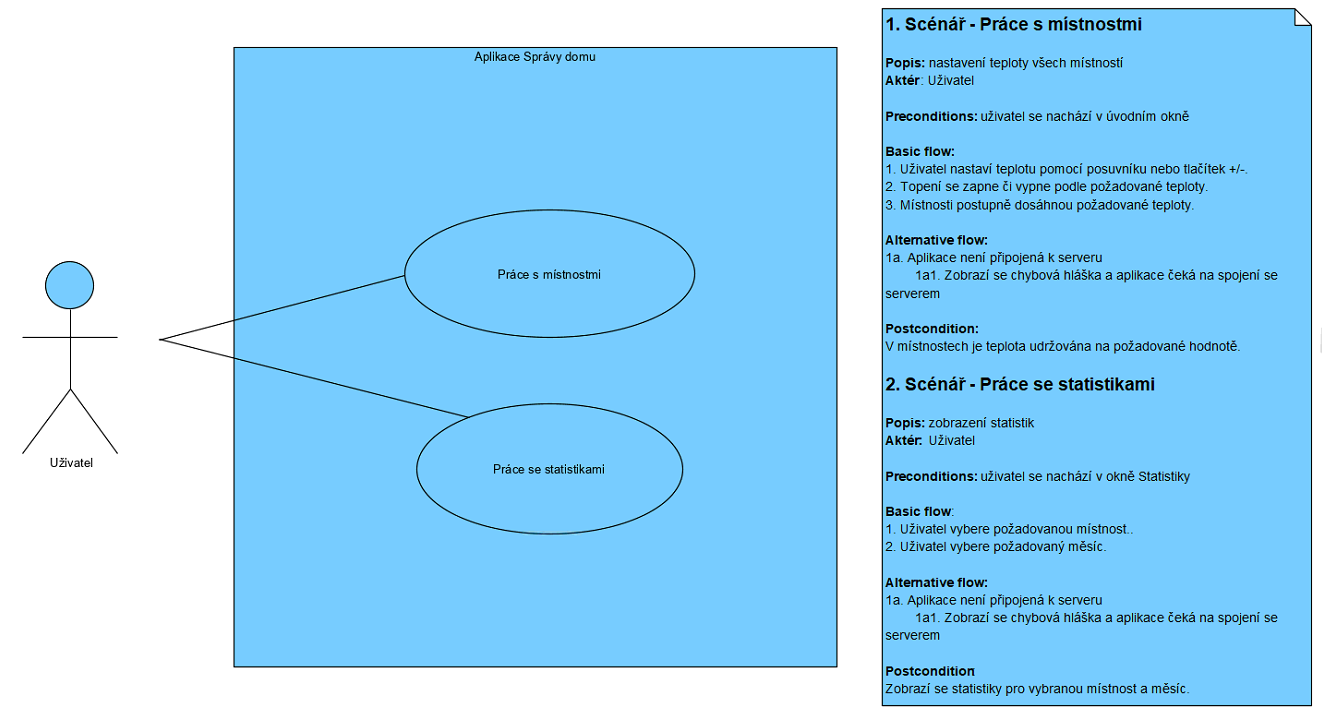 Aplikace Správy domu
Práce s místnostmi
Práce se statistikami
Uživatel
1. Scénář - Práce s místnostmi
Popis: nastavení teploty všech místností
Aktér: Uživatel
Preconditions: uživatel se nachází v úvodním okně
Basic flow:
1. Uživatel nastaví teplotu pomocí posuvníku nebo tlačítek +/-.
2. Topení se zapne či vypne podle požadované teploty.
3. Místnosti postupně dosáhnou požadované teploty.
Alternative flow:
1a. Aplikace není připojená k serveru
1a1. Zobrazí se chybová hláška a aplikace čeká na spojení se
serverem
Postcondition:
V místnostech je teplota udržována na požadované hodnotě.
2. Scénář - Práce se statistikami
Popis: zobrazení statistik
Aktér: Uživatel
Preconditions: uživatel se nachází v okně Statistiky
Basic flow:
1. Uživatel vybere požadovanou místnost..
2. Uživatel vybere požadovaný měsíc.
Alternative flow:
1a. Aplikace není připojená k serveru
1a1. Zobrazí se chybová hláška a aplikace čeká na spojení se
serverem
Postcondition:
Zobrazí se statistiky pro vybranou místnost a měsíc.